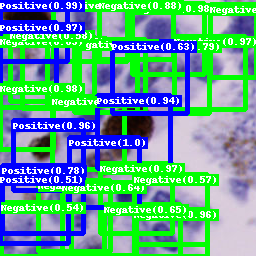 Positive(0.99)
Negative(0.88)
Negative
Positive(0.97)
Positive(0.63)
Negative(0.97)
Negative(0.98)
Negative
Positive(0.94)
Positive(0.96)
Positive(1.0)
Positive(0.78)
Negative(0.97)
Positive(0.51)
Negative(0.57)
Negative(0.64)
Negative(0.54)
Negative(0.65)